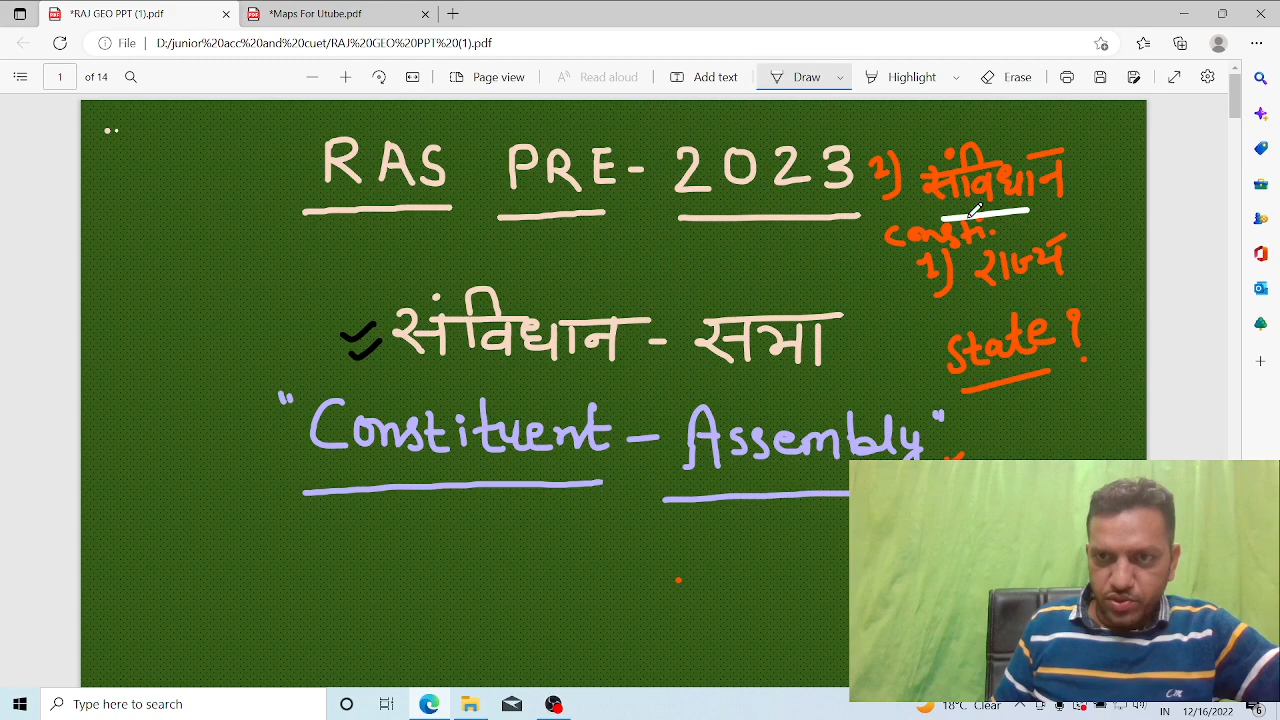 *RAJ GEO PPT (1).pdf
*Maps For Utube.pdf
File D:/junior%20acc%20and%20cuet/RAJ%20GEO%20PPT%20(1).pdf
1 of 14 Page view Read aloud Add text Draw Highlight Erase
RAS PRE - 2023
2) संविधान
consti.
1) राज्य
State ?
संविधान - सभा
"Constituent - Assembly"
Type here to search
18°C Clear IN 12/16/2022 6